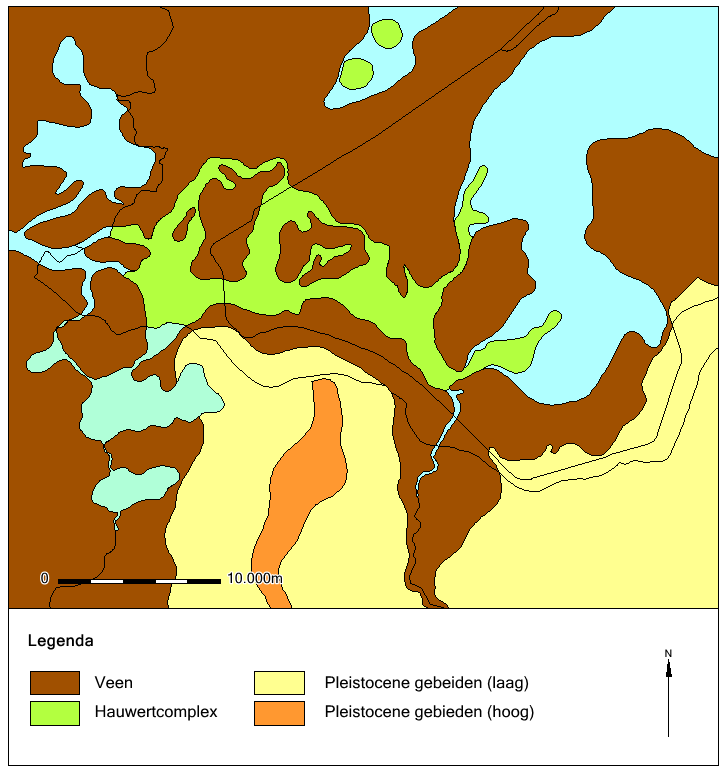 0 10.000m
Legenda
N
Veen
Pleistocene gebeiden (laag)
Hauwertcomplex
Pleistocene gebieden (hoog)